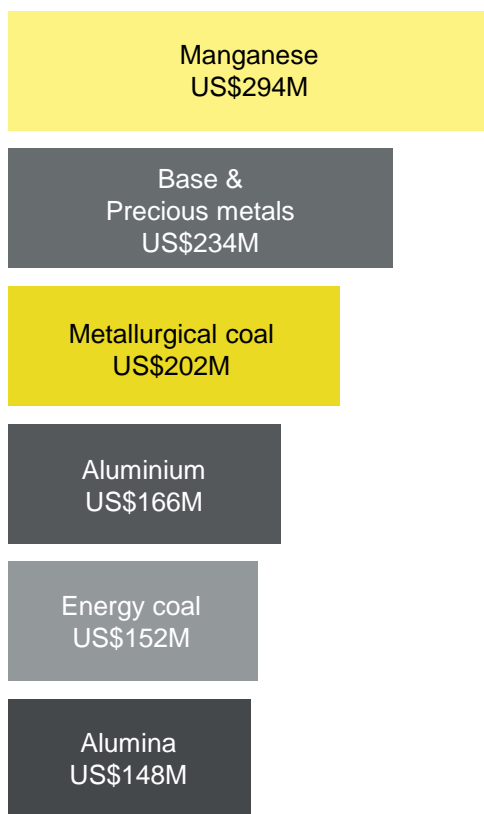 Manganese
US$294M
Base &
Precious metals
US$234M
Metallurgical coal
US$202M
Aluminium
US$166M
Energy coal
US$152M
Alumina
US$148M